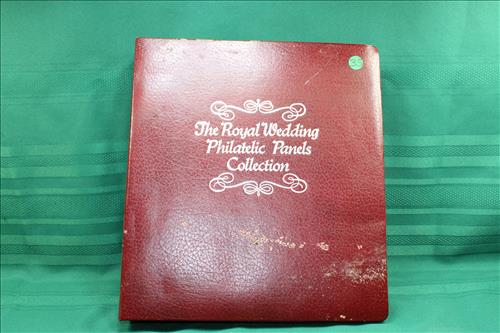 The Royal Wedding
Philatelic Panels
Collection